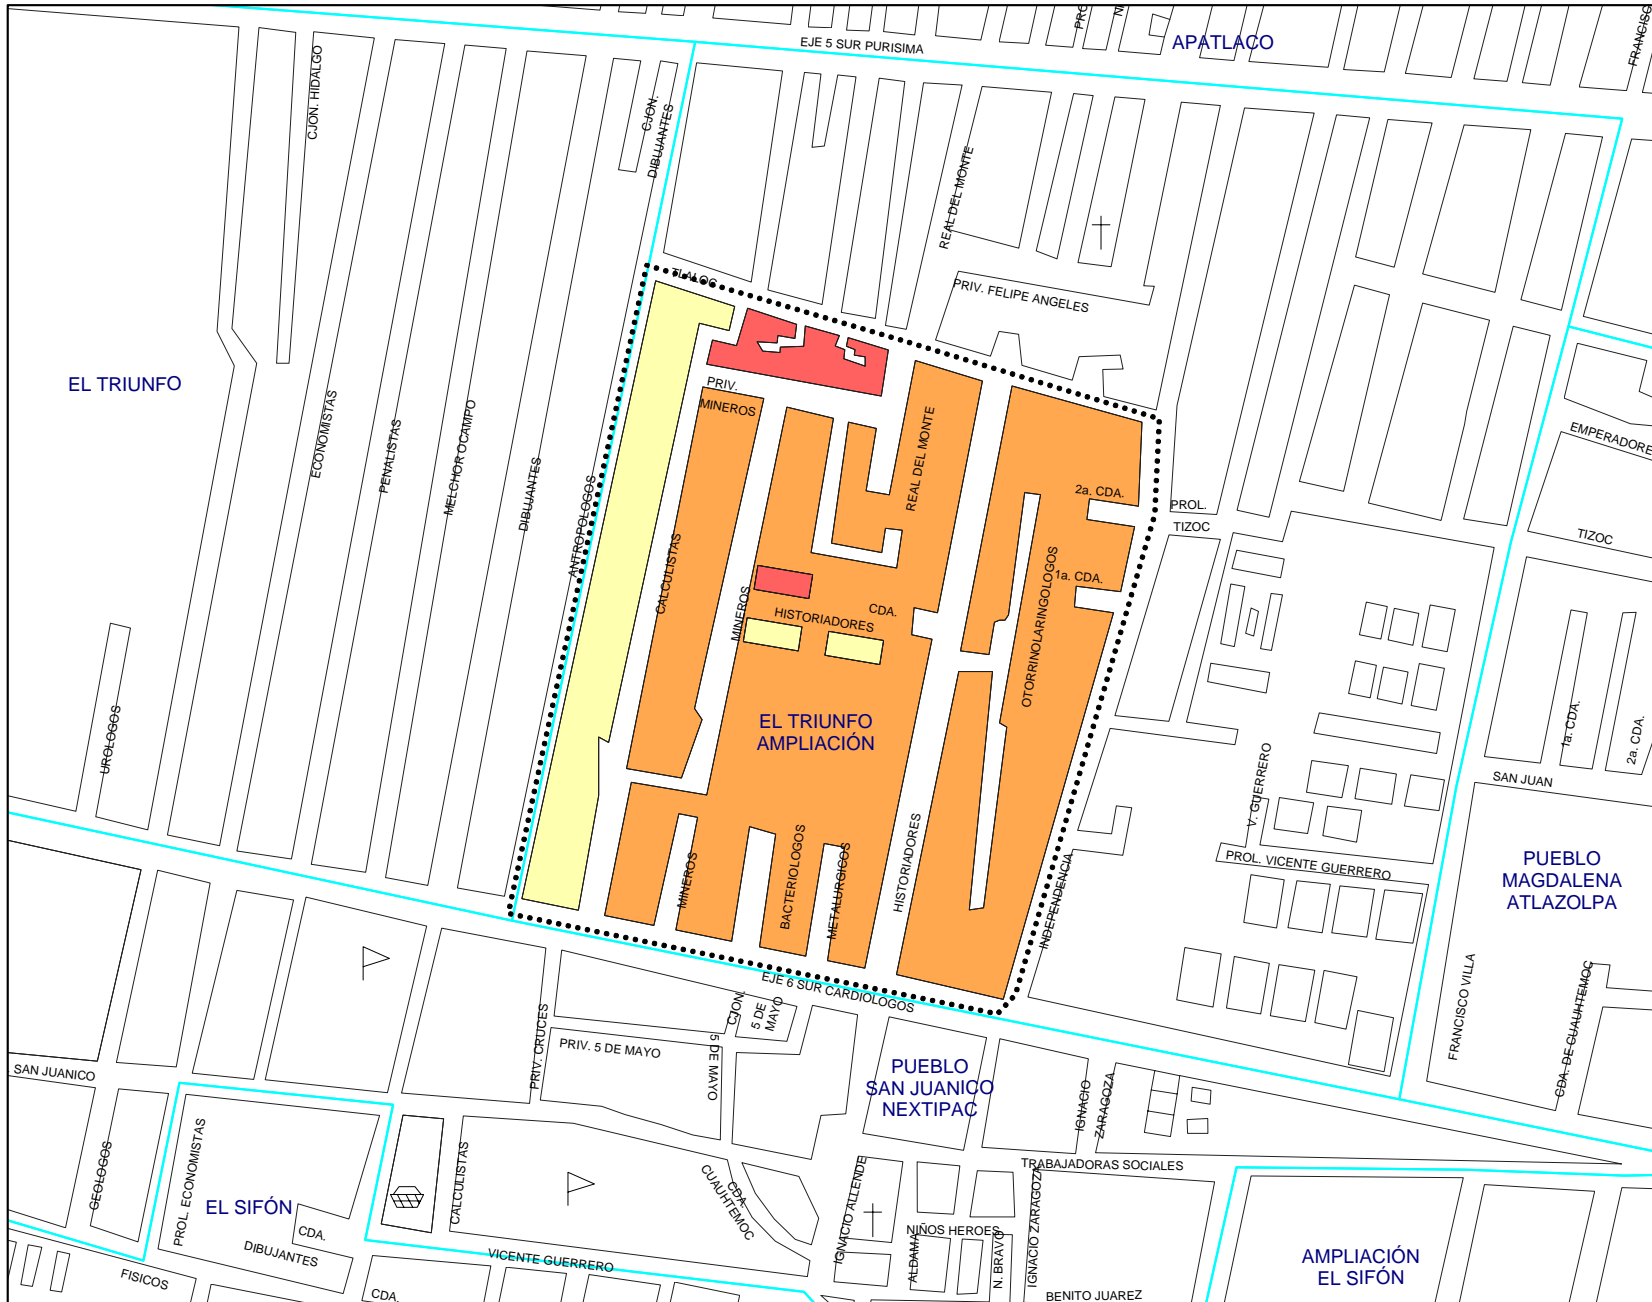 APATLACO
EJE 5 SUR PURISIMA
CJON. HIDALGO
CJON.
DIBUJANTES
REAL DEL MONTE
TLALOC
PRIV. FELIPE ANGELES
EL TRIUNFO
ECONOMISTAS
PENALISTAS
MELCHOR OCAMPO
DIBUJANTES
ANTROPOLOGOS
PRIV.
MINEROS
CALCULISTAS
MINEROS
REAL DEL MONTE
CDA.
HISTORIADORES
2a. CDA.
1a. CDA.
OTORRINOLARINGOLOGOS
PROL.
TIZOC
EMPERADORE
TIZOC
EL TRIUNFO
AMPLIACIÓN
UROLOGOS
MINEROS
BACTERIOLOGOS
METALURGICOS
HISTORIADORES
INDEPENDENCIA
V. GUERRERO
PROL. VICENTE GUERRERO
SAN JUAN
1a. CDA.
2a. CDA.
PUEBLO
MAGDALENA
ATLAZOLPA
FRANCISCO VILLA
CDA. DE CUAUHTEMOC
EJE 6 SUR CARDIOLOGOS
CJON.
5 DE
MAYO
5 DE MAYO
PRIV. CRUCES
PRIV. 5 DE MAYO
PUEBLO
SAN JUANICO
NEXTIPAC
IGNACIO
ZARAGOZA
SAN JUANICO
GEOLOGOS
PROL. ECONOMISTAS
EL SIFÓN
CDA.
DIBUJANTES
CALCULISTAS
CDA.
CUAUHTEMOC
IGNACIO ALLENDE
TRABAJADORAS SOCIALES
NIÑOS HEROES
ALDAMA
N. BRAVO
IGNACIO ZARAGOZA
VICENTE GUERRERO
FISICOS
CDA.
BENITO JUAREZ
AMPLIACIÓN
EL SIFÓN